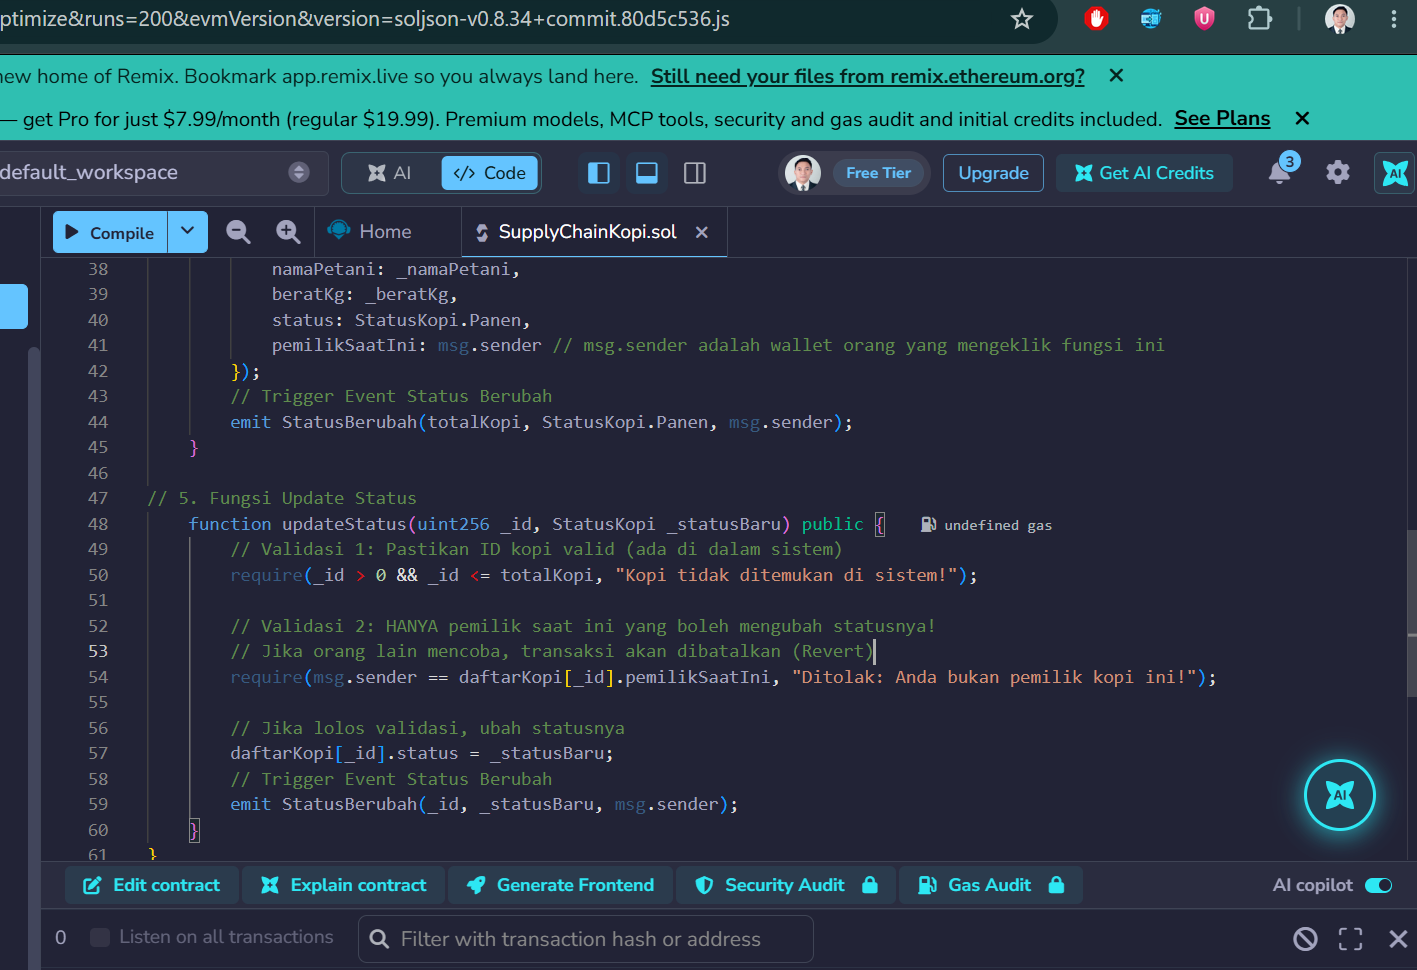 ptimize&runs=200&evmVersion&version=soljson-v0.8.34+commit.80d5c536.js
new home of Remix. Bookmark app.remix.live so you always land here. Still need your files from remix.ethereum.org?
— get Pro for just $7.99/month (regular $19.99). Premium models, MCP tools, security and gas audit and initial credits included. See Plans
default_workspace AI </> Code Free Tier Upgrade Get AI Credits 3 AI
Compile Home SupplyChainKopi.sol
38 namaPetani: _namaPetani,
39 beratKg: _beratKg,
40 status: StatusKopi.Panen,
41 pemilikSaatIni: msg.sender // msg.sender adalah wallet orang yang mengeklik fungsi ini
42 });
43 // Trigger Event Status Berubah
44 emit StatusBerubah(totalKopi, StatusKopi.Panen, msg.sender);
45 }
46
47 // 5. Fungsi Update Status
48 function updateStatus(uint256 _id, StatusKopi _statusBaru) public { undefined gas
49 // Validasi 1: Pastikan ID kopi valid (ada di dalam sistem)
50 require(_id > 0 && _id <= totalKopi, "Kopi tidak ditemukan di sistem!");
51
52 // Validasi 2: HANYA pemilik saat ini yang boleh mengubah statusnya!
53 // Jika orang lain mencoba, transaksi akan dibatalkan (Revert)
54 require(msg.sender == daftarKopi[_id].pemilikSaatIni, "Ditolak: Anda bukan pemilik kopi ini!");
55
56 // Jika lolos validasi, ubah statusnya
57 daftarKopi[_id].status = _statusBaru;
58 // Trigger Event Status Berubah
59 emit StatusBerubah(_id, _statusBaru, msg.sender);
60 }
61 }
AI
Edit contract Explain contract Generate Frontend Security Audit Gas Audit AI copilot
0 Listen on all transactions Filter with transaction hash or address